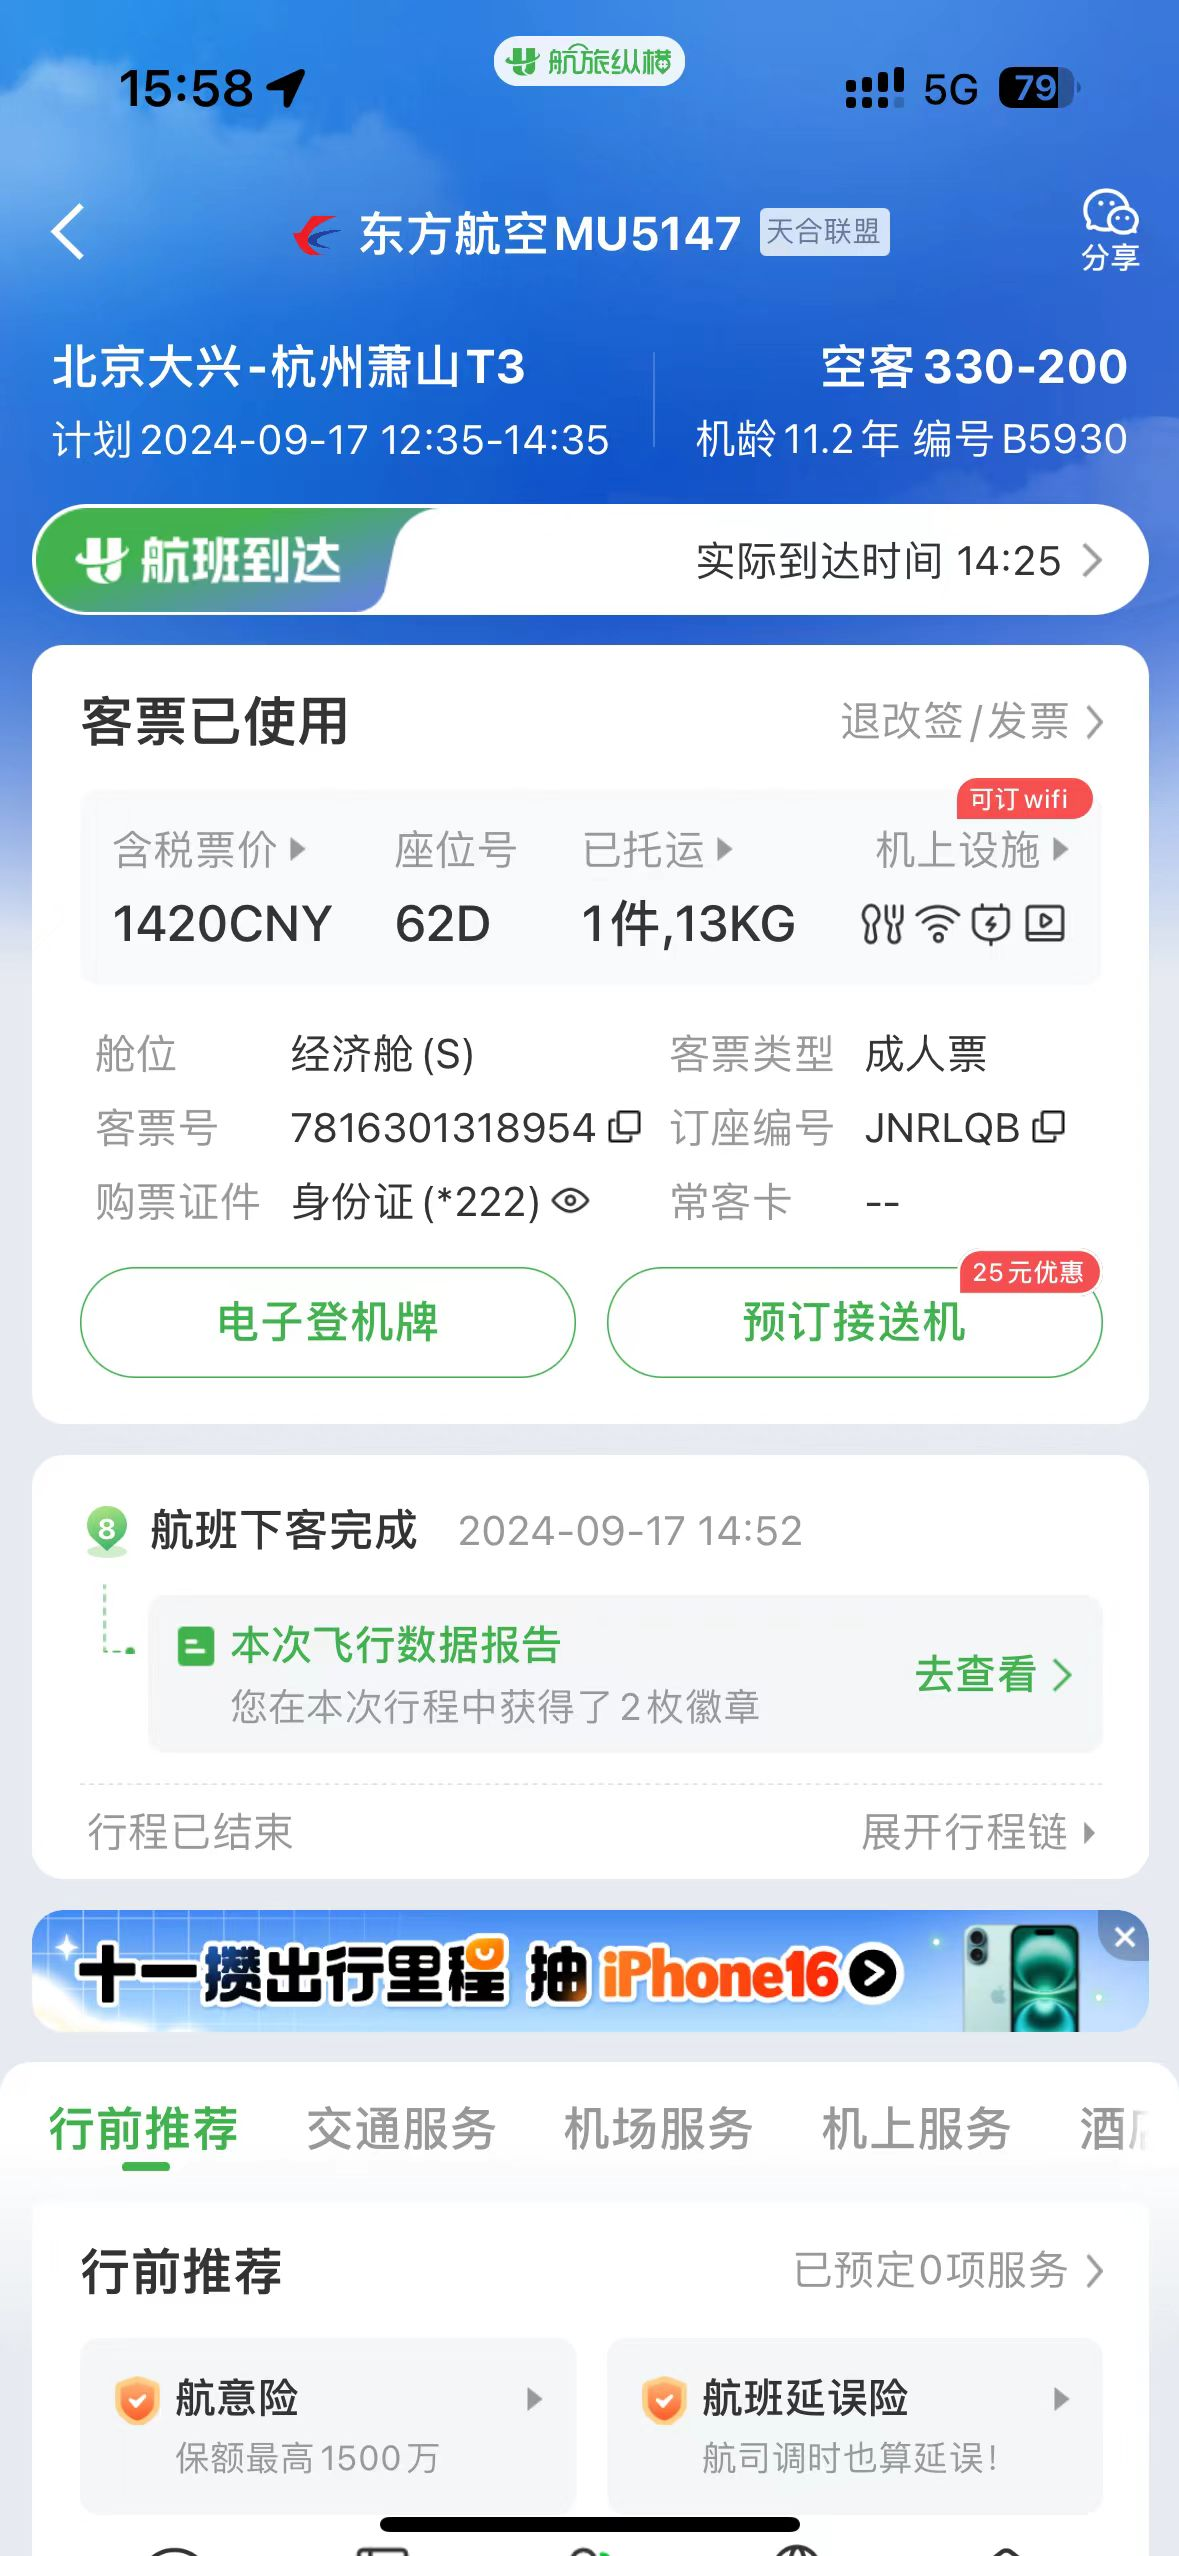 航旅纵横
15:58
5G
79
东方航空MU5147 天合联盟
分享
北京大兴-杭州萧山T3
空客330-200
计划2024-09-17 12:35-14:35
机龄11.2年 编号B5930
航班到达
实际到达时间 14:25
客票已使用
退改签/发票
可订wifi
含税票价 座位号 已托运 机上设施
1420CNY 62D 1件,13KG
舱位 经济舱(S) 客票类型 成人票
客票号 7816301318954 订座编号 JNRLQB
购票证件 身份证(*222) 常客卡 --
25元优惠
电子登机牌 预订接送机
8 航班下客完成 2024-09-17 14:52
本次飞行数据报告
您在本次行程中获得了2枚徽章
去查看
行程已结束 展开行程链
十一攒出行里程 抽iPhone16
行前推荐 交通服务 机场服务 机上服务 酒
行前推荐 已预定0项服务
航意险 航班延误险
保额最高1500万 航司调时也算延误!